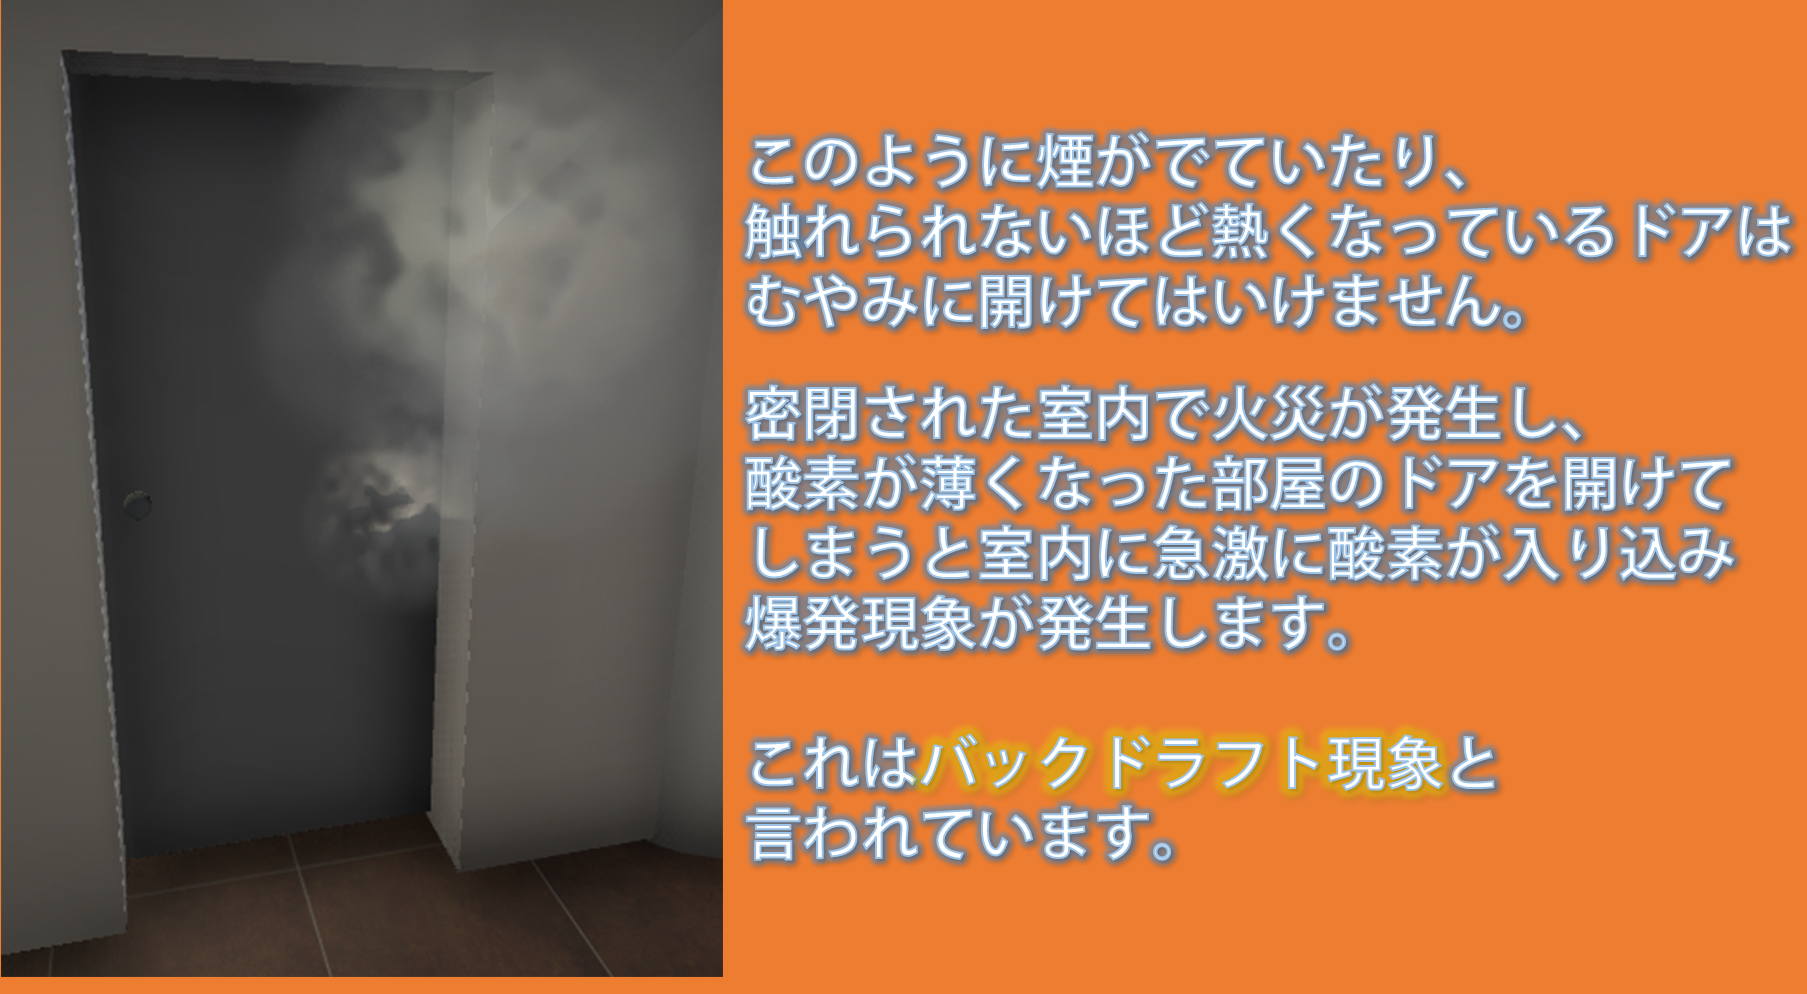 このように煙がでていたり、
触れられないほど熱くなっているドアは
むやみに開けてはいけません。
密閉された室内で火災が発生し、
酸素が薄くなった部屋のドアを開けて
しまうと室内に急激に酸素が入り込み
爆発現象が発生します。
これはバックドラフト現象と
言われています。